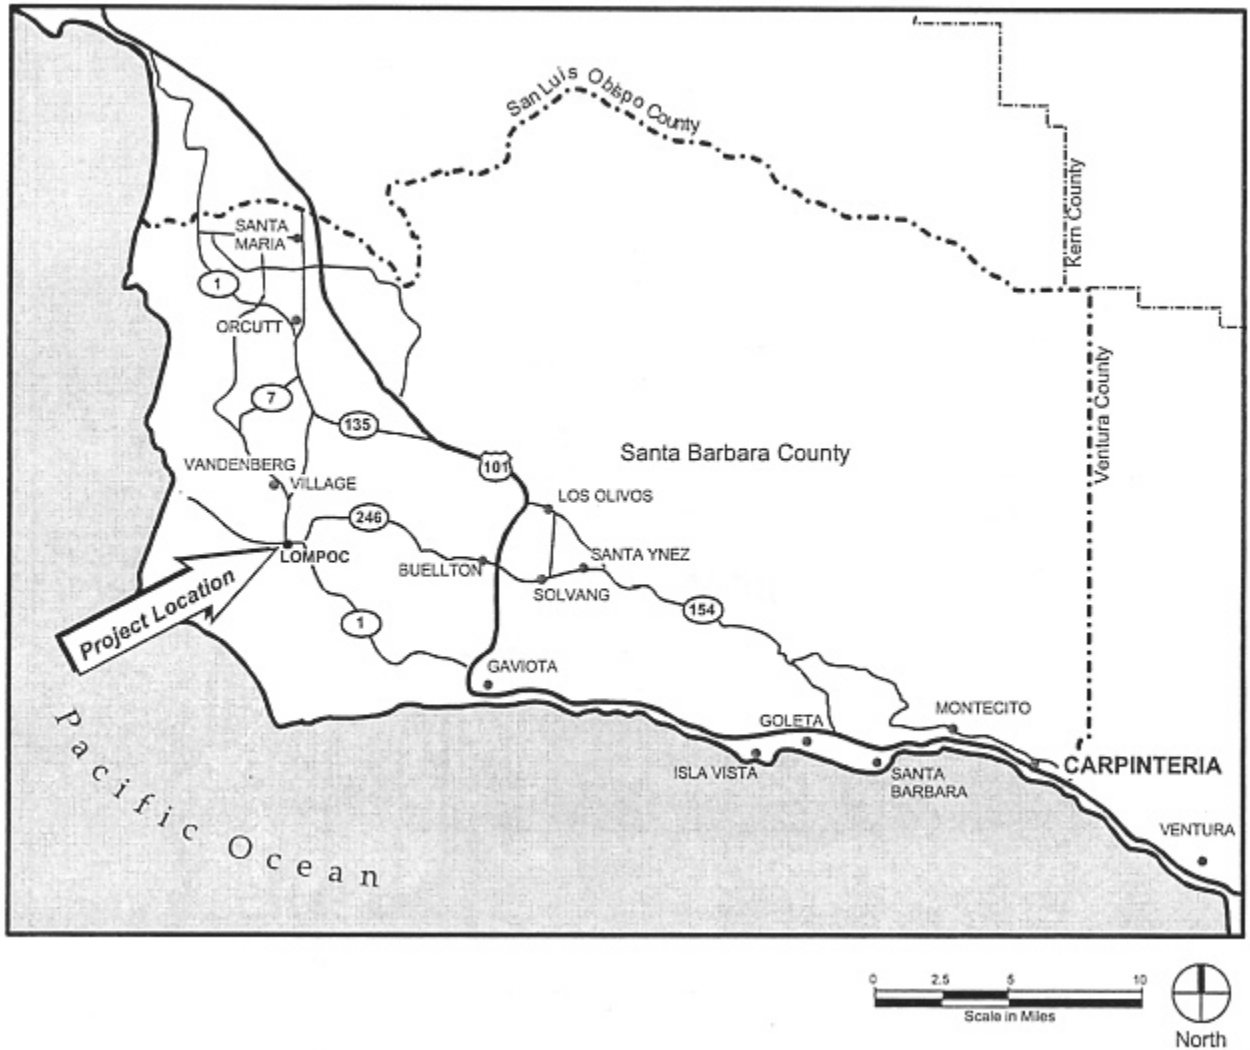 San Luis Obispo County
Kern County
SANTA
MARIA
1
ORCUTT
Ventura County
7
135
Santa Barbara County
101
VANDENBERG
VILLAGE
LOS OLIVOS
246
LOMPOC
SANTA YNEZ
BUELLTON
SOLVANG
Project Location
154
1
GAVIOTA
MONTECITO
GOLETA
CARPINTERIA
ISLA VISTA
SANTA
BARBARA
Pacific Ocean
VENTURA
0 2.5 5 10
Scale in Miles
North